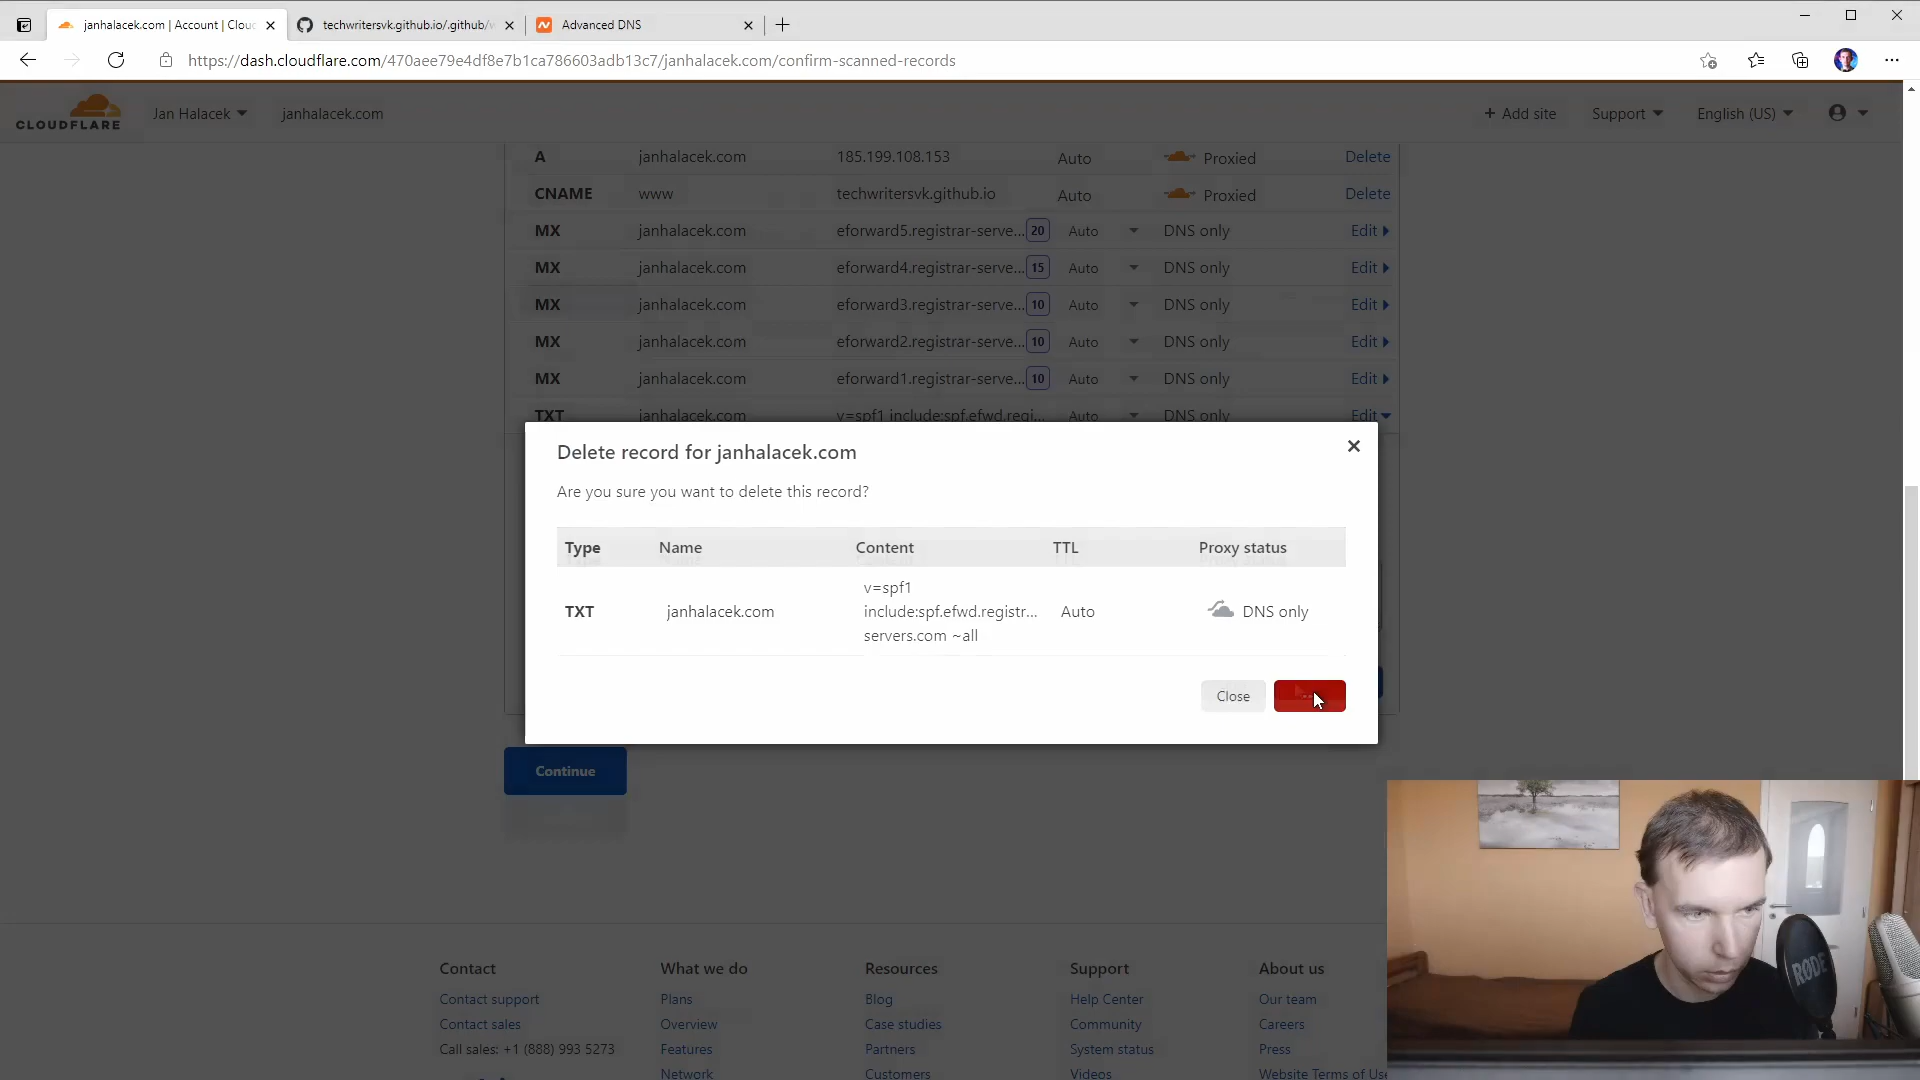 janhalacek.com | Account | Clouc
techwritersvk.github.io/.github/w
Advanced DNS
https://dash.cloudflare.com/470aee79e4df8e7b1ca786603adb13c7/janhalacek.com/confirm-scanned-records
CLOUDFLARE
Jan Halacek
janhalacek.com
+ Add site
Support
English (US)
A janhalacek.com 185.199.108.153 Auto Proxied Delete
CNAME www techwritersvk.github.io Auto Proxied Delete
MX janhalacek.com eforward5.registrar-serve... 20 Auto DNS only Edit
MX janhalacek.com eforward4.registrar-serve... 15 Auto DNS only Edit
MX janhalacek.com eforward3.registrar-serve... 10 Auto DNS only Edit
MX janhalacek.com eforward2.registrar-serve... 10 Auto DNS only Edit
MX janhalacek.com eforward1.registrar-serve... 10 Auto DNS only Edit
TXT janhalacek.com v=spf1 include:spf.efwd.regi... Auto DNS only Edit
Delete record for janhalacek.com
Are you sure you want to delete this record?
Type Name Content TTL Proxy status
TXT janhalacek.com v=spf1
include:spf.efwd.registr... Auto DNS only
servers.com ~all
Close
Continue
Contact What we do Resources Support About us
Contact support Plans Blog Help Center Our team
Contact sales Overview Case studies Community Careers
Call sales: +1 (888) 993 5273 Features Partners System status Press
Network Customers Videos Website Terms of Use
RØDE